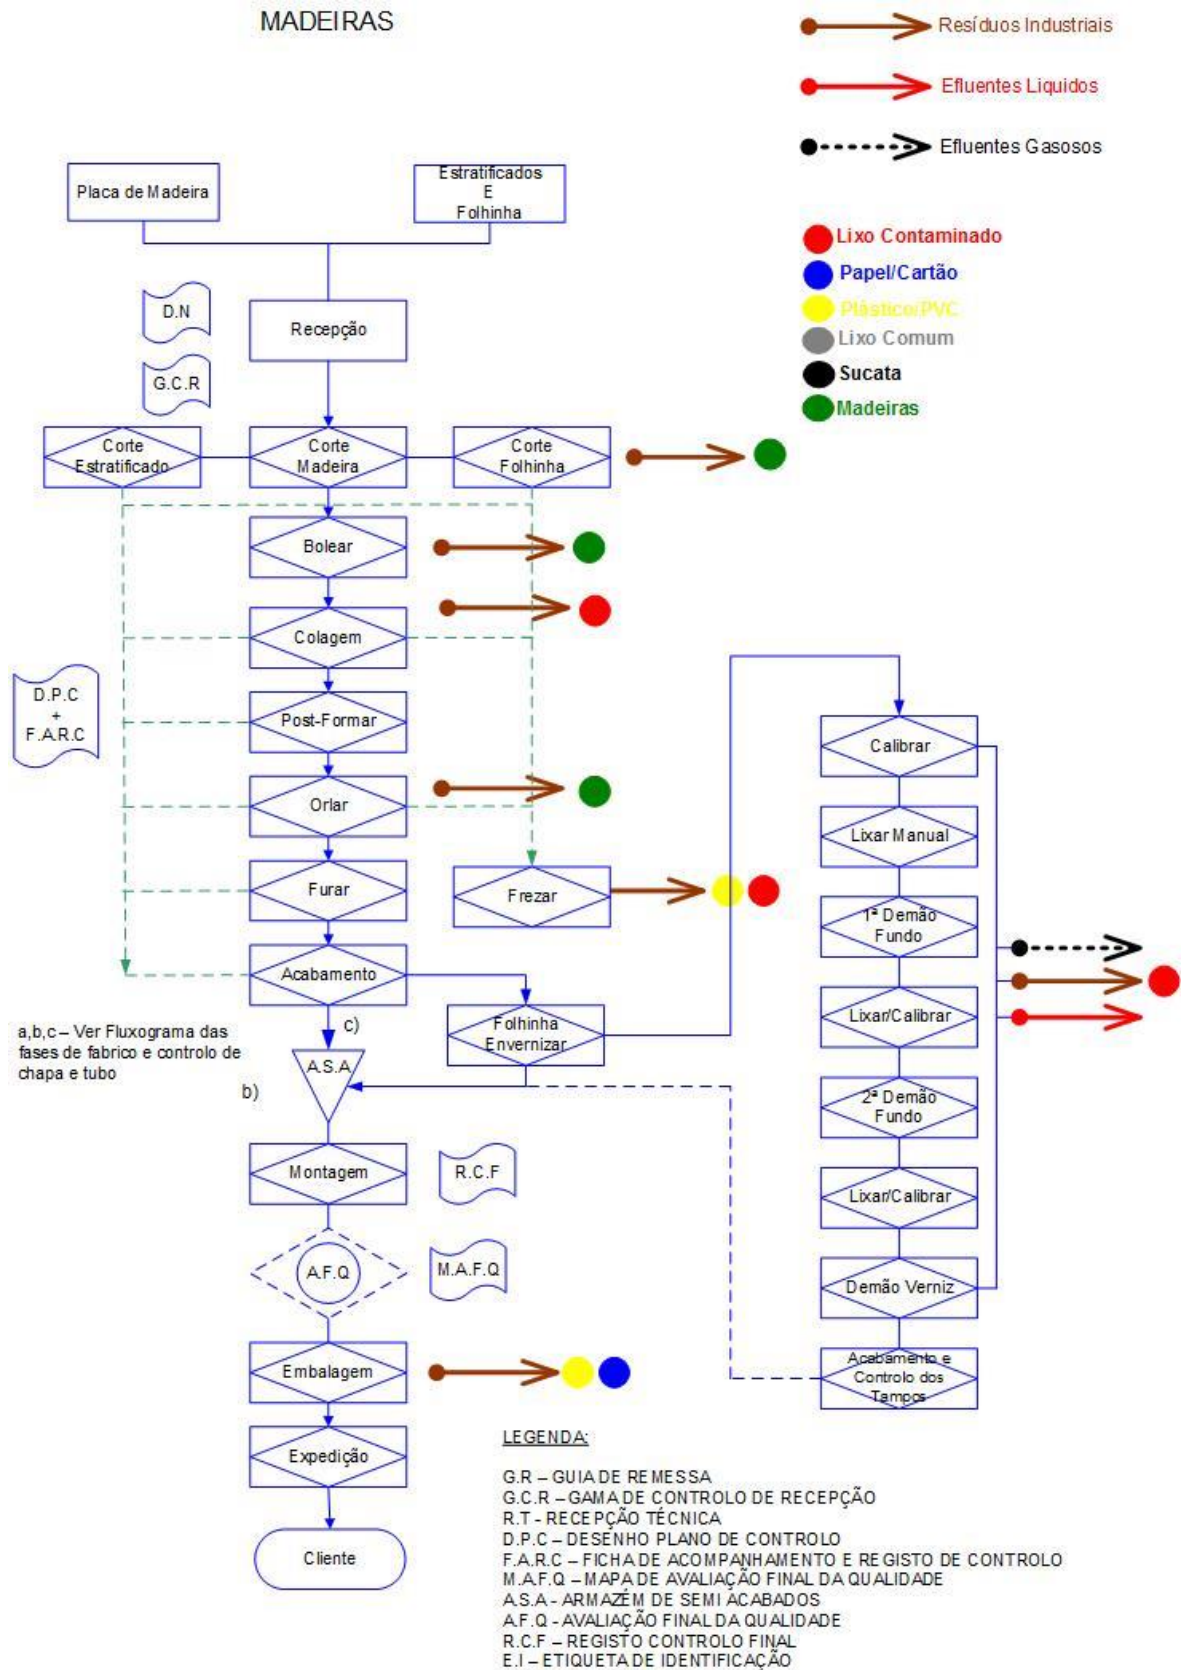 MADEIRAS
Resíduos Industriais
Efluentes Liquidos
Efluentes Gasosos
Lixo Contaminado
Papel/Cartão
Plástico/PVC
Lixo Comum
Sucata
Madeiras
Placa de Madeira
Estratificados
E
Folhinha
D.N
Recepção
G.C.R
Corte
Estratificado
Corte
Madeira
Corte
Folhinha
Bolear
Colagem
D.P.C
+
F.A.R.C
Post-Formar
Orlar
Furar
Frezar
Acabamento
Folhinha
Envernizar
Calibrar
Lixar Manual
1ª Demão
Fundo
Lixar/Calibrar
2ª Demão
Fundo
Lixar/Calibrar
Demão Verniz
Acabamento e
Controlo dos
Tampos
a,b,c – Ver Fluxograma das
fases de fabrico e controlo de
chapa e tubo
c)
b)
A.S.A
Montagem
R.C.F
A.F.Q
M.A.F.Q
Embalagem
Expedição
Cliente
LEGENDA:
G.R – GUIA DE REMESSA
G.C.R – GAMA DE CONTROLO DE RECEPÇÃO
R.T - RECEPÇÃO TÉCNICA
D.P.C – DESENHO PLANO DE CONTROLO
F.A.R.C – FICHA DE ACOMPANHAMENTO E REGISTO DE CONTROLO
M.A.F.Q – MAPA DE AVALIAÇÃO FINAL DA QUALIDADE
A.S.A - ARMAZÉM DE SEMI ACABADOS
A.F.Q - AVALIAÇÃO FINAL DA QUALIDADE
R.C.F – REGISTO CONTROLO FINAL
E.I – ETIQUETA DE IDENTIFICAÇÃO